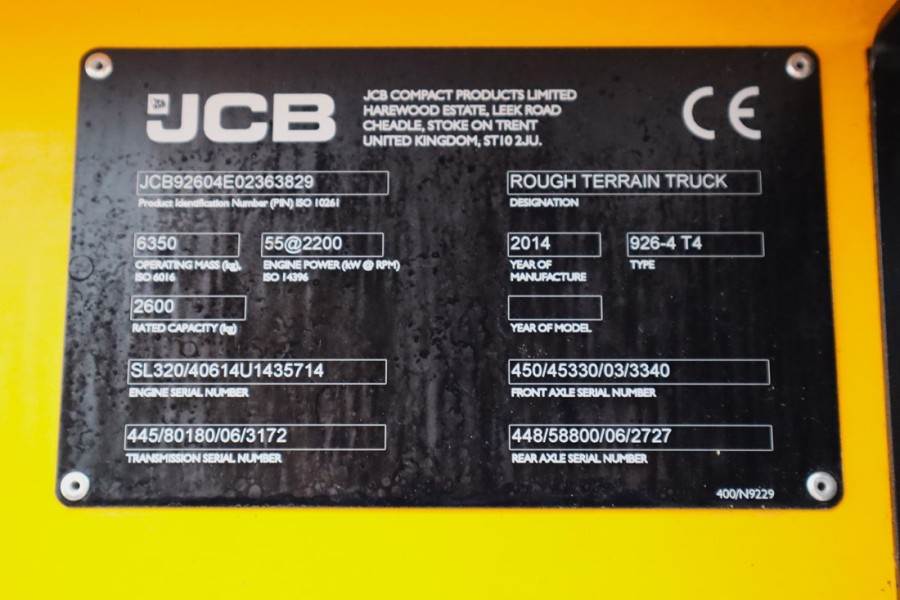 JCB
JCB COMPACT PRODUCTS LIMITED
HAREWOOD ESTATE, LEEK ROAD
CHEADLE, STOKE ON TRENT
UNITED KINGDOM, ST10 2JU.
CE
JCB92604E02363829
Product Identification Number (PIN) ISO 10261
ROUGH TERRAIN TRUCK
DESIGNATION
6350
OPERATING MASS (kg),
ISO 6016
55@2200
ENGINE POWER (kW @ RPM)
ISO 14396
2014
YEAR OF
MANUFACTURE
926-4 T4
TYPE
2600
RATED CAPACITY (kg)
YEAR OF MODEL
SL320/40614U1435714
ENGINE SERIAL NUMBER
450/45330/03/3340
FRONT AXLE SERIAL NUMBER
445/80180/06/3172
TRANSMISSION SERIAL NUMBER
448/58800/06/2727
REAR AXLE SERIAL NUMBER
400/N9229